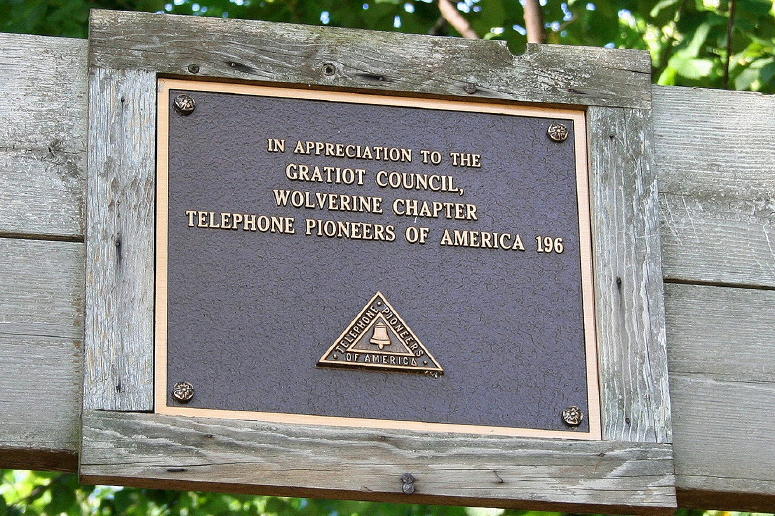 IN APPRECIATION TO THE
GRATIOT COUNCIL,
WOLVERINE CHAPTER
TELEPHONE PIONEERS OF AMERICA 196
TELEPHONE PIONEERS
OF AMERICA